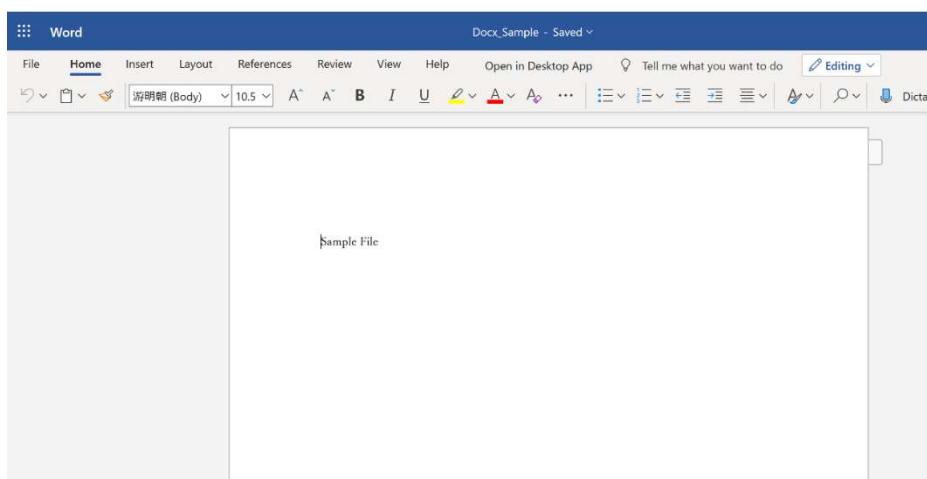 Word Docx_Sample - Saved
File Home Insert Layout References Review View Help Open in Desktop App Tell me what you want to do Editing
游明朝 (Body) 10.5 A A B I U A A ... A Dicta
Sample File